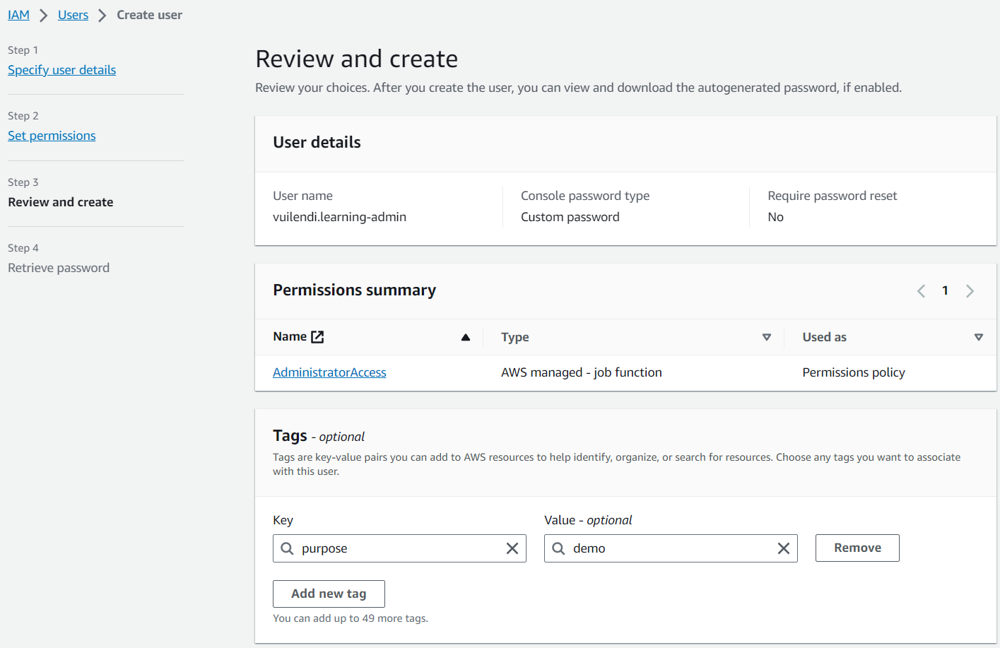 IAM > Users > Create user
Step 1
Specify user details
Step 2
Set permissions
Step 3
Review and create
Step 4
Retrieve password
Review and create
Review your choices. After you create the user, you can view and download the autogenerated password, if enabled.
User details
User name
vuilendi.learning-admin
Console password type
Custom password
Require password reset
No
Permissions summary
1
Name Type Used as
AdministratorAccess AWS managed - job function Permissions policy
Tags - optional
Tags are key-value pairs you can add to AWS resources to help identify, organize, or search for resources. Choose any tags you want to associate
with this user.
Key
Value - optional
purpose
demo
Remove
Add new tag
You can add up to 49 more tags.